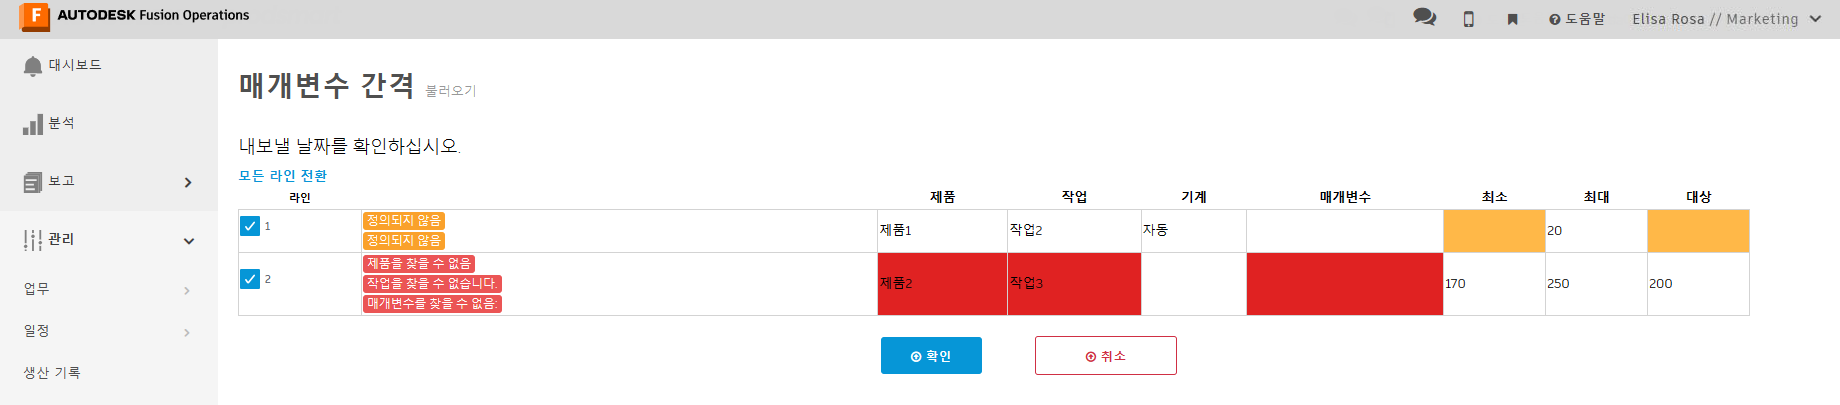 F AUTODESK Fusion Operations 도움말 Elisa Rosa // Marketing
대시보드
분석
보고
관리
업무
일정
생산 기록
매개변수 간격 불러오기
내보낼 날짜를 확인하십시오.
모든 라인 전환
라인 제품 작업 기계 매개변수 최소 최대 대상
1 정의되지 않음 제품1 작업2 자동 20
정의되지 않음
2 제품을 찾을 수 없음 제품2 작업3 170 250 200
작업을 찾을 수 없습니다.
매개변수를 찾을 수 없음:
확인 취소